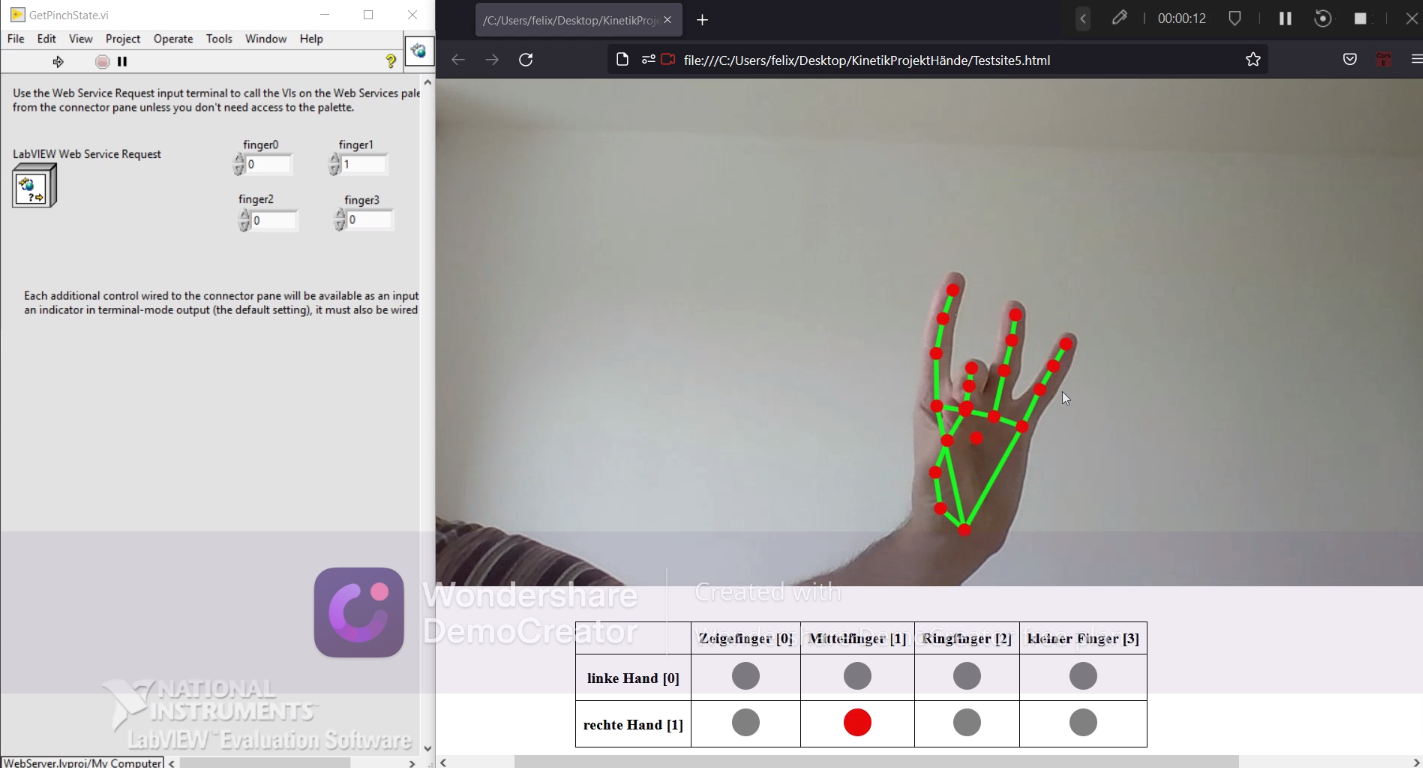 GetPinchState.vi
File Edit View Project Operate Tools Window Help
Use the Web Service Request input terminal to call the VIs on the Web Services pale
from the connector pane unless you don't need access to the palette.
LabVIEW Web Service Request
?
finger0
0
finger1
1
finger2
0
finger3
0
Each additional control wired to the connector pane will be available as an input
an indicator in terminal-mode output (the default setting), it must also be wired
NATIONAL
INSTRUMENTS
LabVIEW™ Evaluation Software
WebServer.lvproj/My Computer
/C:/Users/felix/Desktop/KinetikProj
00:00:12
file:///C:/Users/felix/Desktop/KinetikProjektHände/Testsite5.html
Wondershare
DemoCreator
Created with
Zeigefinger [0] Mittelfinger [1] Ringfinger [2] kleiner Finger [3]
linke Hand [0]
rechte Hand [1]